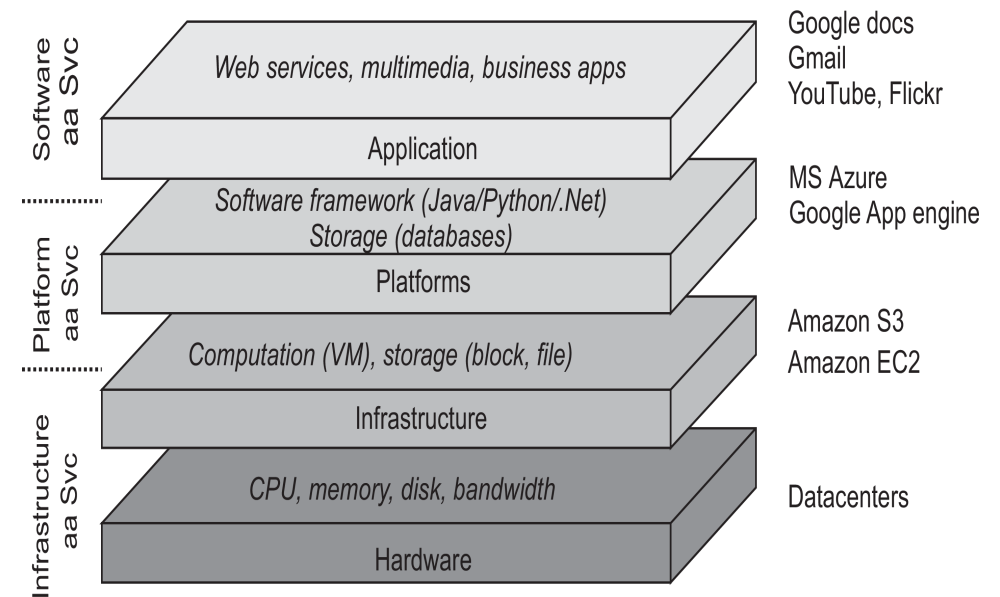 Software
aa Svc
Web services, multimedia, business apps
Application
Google docs
Gmail
YouTube, Flickr
Platform
aa Svc
Software framework (Java/Python/.Net)
Storage (databases)
Platforms
MS Azure
Google App engine
Infrastructure
aa Svc
Computation (VM), storage (block, file)
Infrastructure
Amazon S3
Amazon EC2
CPU, memory, disk, bandwidth
Hardware
Datacenters